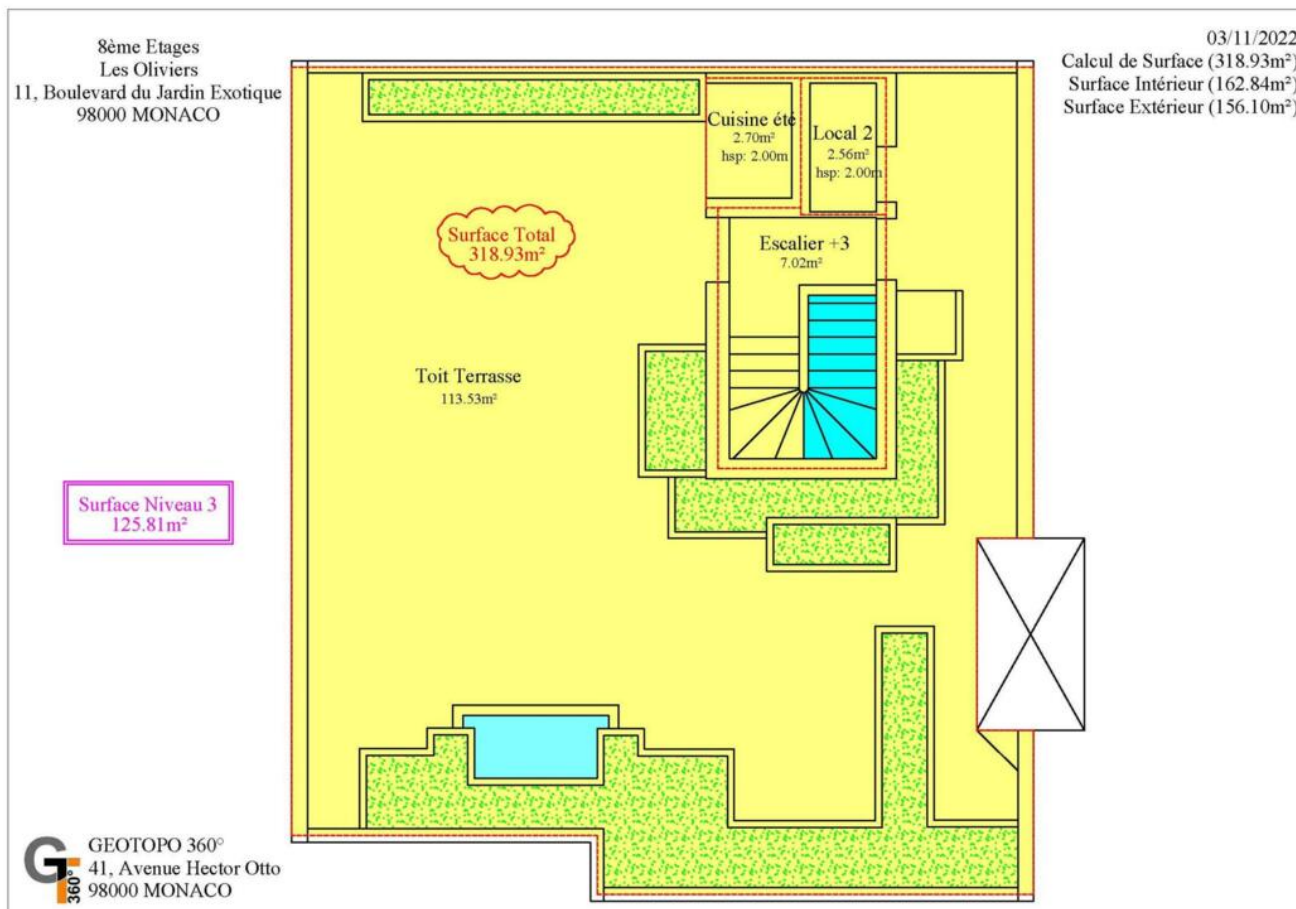 8ème Etages
Les Oliviers
11, Boulevard du Jardin Exotique
98000 MONACO
03/11/2022
Calcul de Surface (318.93m²)
Surface Intérieur (162.84m²)
Surface Extérieur (156.10m²)
Cuisine été
2.70m²
hsp: 2.00m
Local 2
2.56m²
hsp: 2.00m
Surface Total
318.93m²
Escalier +3
7.02m²
Toit Terrasse
113.53m²
Surface Niveau 3
125.81m²
GT
360°
GEOTOPO 360°
41, Avenue Hector Otto
98000 MONACO